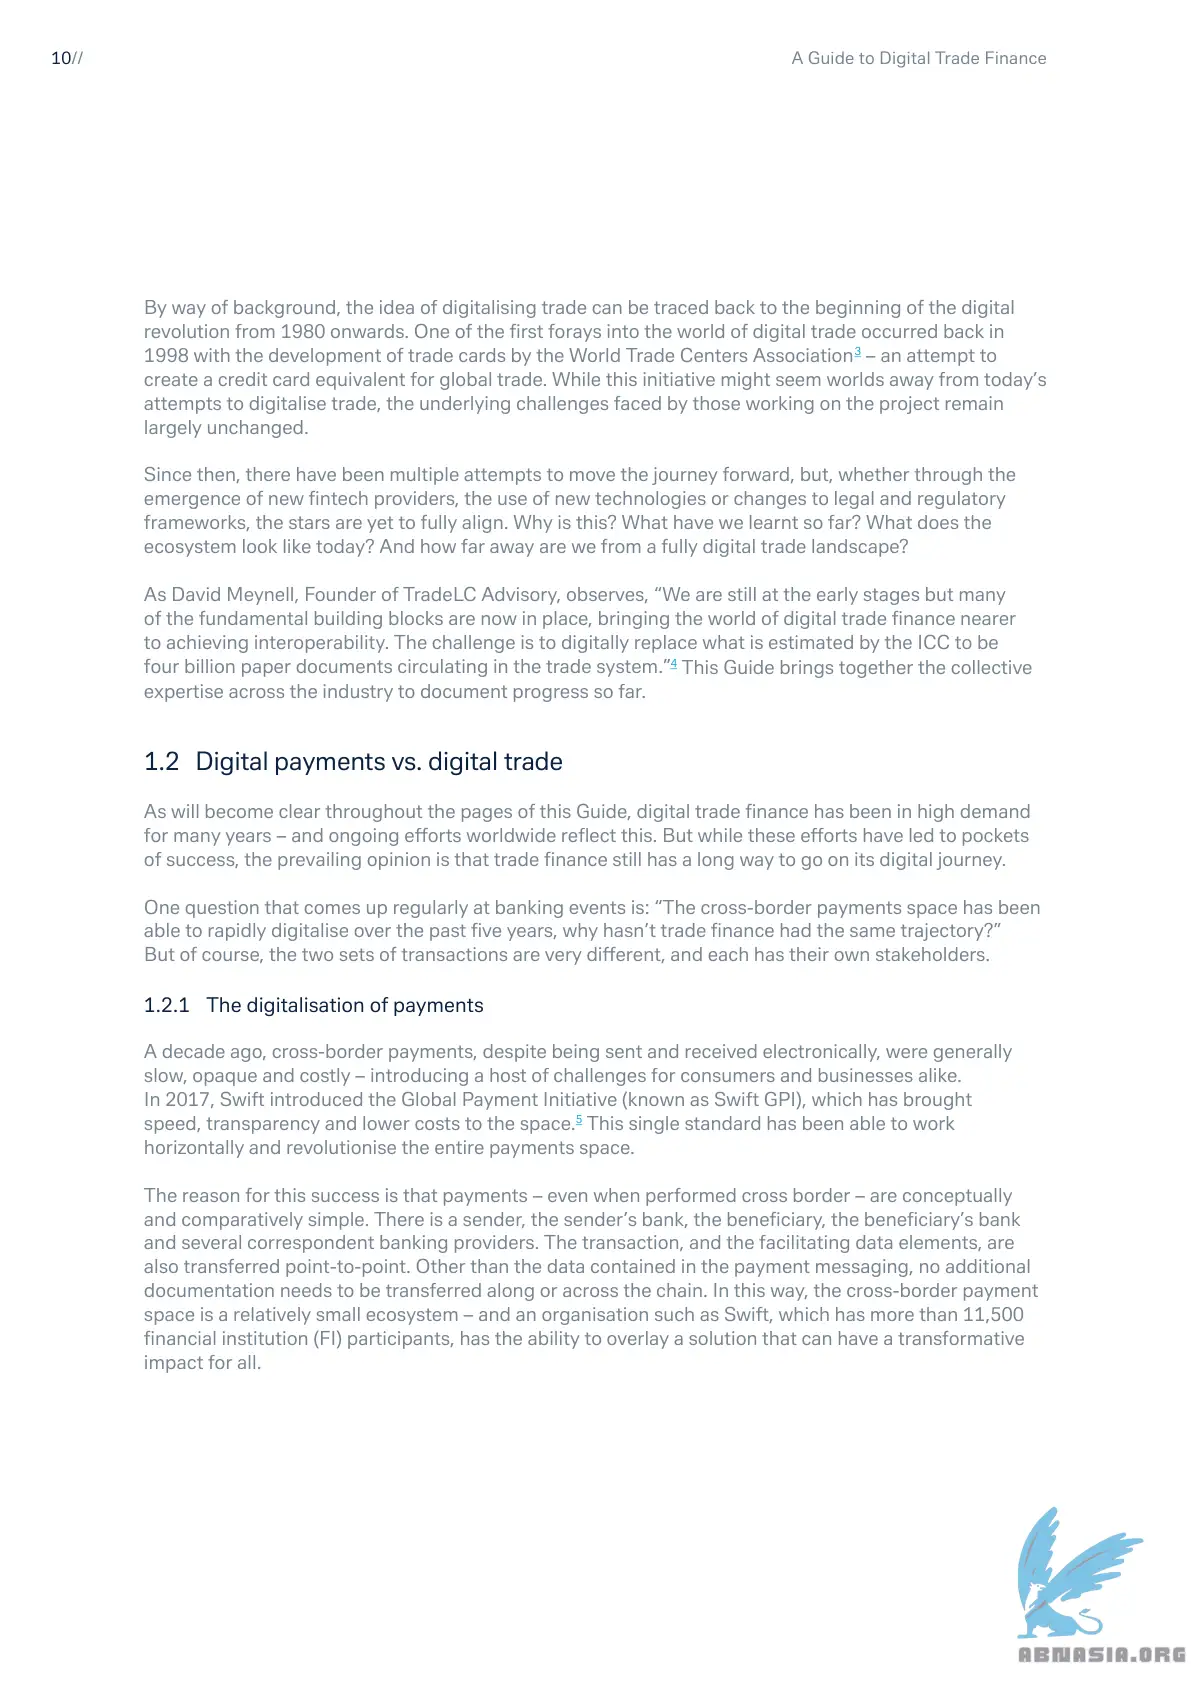 10//
A Guide to Digital Trade Finance
By way of background, the idea of digitalising trade can be traced back to the beginning of the digital
revolution from 1980 onwards. One of the first forays into the world of digital trade occurred back in
1998 with the development of trade cards by the World Trade Centers Association3 – an attempt to
create a credit card equivalent for global trade. While this initiative might seem worlds away from today’s
attempts to digitalise trade, the underlying challenges faced by those working on the project remain
largely unchanged.
Since then, there have been multiple attempts to move the journey forward, but, whether through the
emergence of new fintech providers, the use of new technologies or changes to legal and regulatory
frameworks, the stars are yet to fully align. Why is this? What have we learnt so far? What does the
ecosystem look like today? And how far away are we from a fully digital trade landscape?
As David Meynell, Founder of TradeLC Advisory, observes, “We are still at the early stages but many
of the fundamental building blocks are now in place, bringing the world of digital trade finance nearer
to achieving interoperability. The challenge is to digitally replace what is estimated by the ICC to be
four billion paper documents circulating in the trade system.”4 This Guide brings together the collective
expertise across the industry to document progress so far.
1.2 Digital payments vs. digital trade
As will become clear throughout the pages of this Guide, digital trade finance has been in high demand
for many years – and ongoing efforts worldwide reflect this. But while these efforts have led to pockets
of success, the prevailing opinion is that trade finance still has a long way to go on its digital journey.
One question that comes up regularly at banking events is: “The cross-border payments space has been
able to rapidly digitalise over the past five years, why hasn’t trade finance had the same trajectory?”
But of course, the two sets of transactions are very different, and each has their own stakeholders.
1.2.1 The digitalisation of payments
A decade ago, cross-border payments, despite being sent and received electronically, were generally
slow, opaque and costly – introducing a host of challenges for consumers and businesses alike.
In 2017, Swift introduced the Global Payment Initiative (known as Swift GPI), which has brought
speed, transparency and lower costs to the space.5 This single standard has been able to work
horizontally and revolutionise the entire payments space.
The reason for this success is that payments – even when performed cross border – are conceptually
and comparatively simple. There is a sender, the sender’s bank, the beneficiary, the beneficiary’s bank
and several correspondent banking providers. The transaction, and the facilitating data elements, are
also transferred point-to-point. Other than the data contained in the payment messaging, no additional
documentation needs to be transferred along or across the chain. In this way, the cross-border payment
space is a relatively small ecosystem – and an organisation such as Swift, which has more than 11,500
financial institution (FI) participants, has the ability to overlay a solution that can have a transformative
impact for all.
ABNASIA.ORG